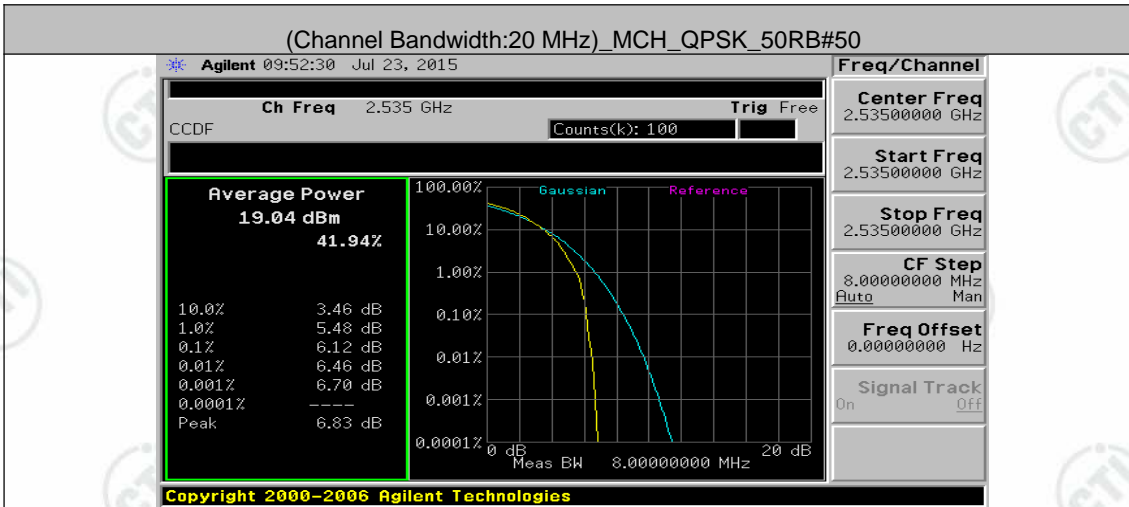 (Channel Bandwidth:20 MHz)_MCH_QPSK_50RB#50
Agilent 09:52:30 Jul 23, 2015
Freq/Channel
Ch Freq 2.535 GHz Trig Free
CCDF Counts(k): 100
Center Freq
2.53500000 GHz
Start Freq
2.53500000 GHz
Stop Freq
2.53500000 GHz
CF Step
8.00000000 MHz
Auto Man
Freq Offset
0.00000000 Hz
Signal Track
On Off
Average Power
19.04 dBm
41.94%
10.0% 3.46 dB
1.0% 5.48 dB
0.1% 6.12 dB
0.01% 6.46 dB
0.001% 6.70 dB
0.0001% ----
Peak 6.83 dB
Gaussian Reference
100.00%
10.00%
1.00%
0.10%
0.01%
0.001%
0.0001%
0 dB 20 dB
Meas BW 8.00000000 MHz
Copyright 2000-2006 Agilent Technologies
CTI
CTI
CTI
CTI